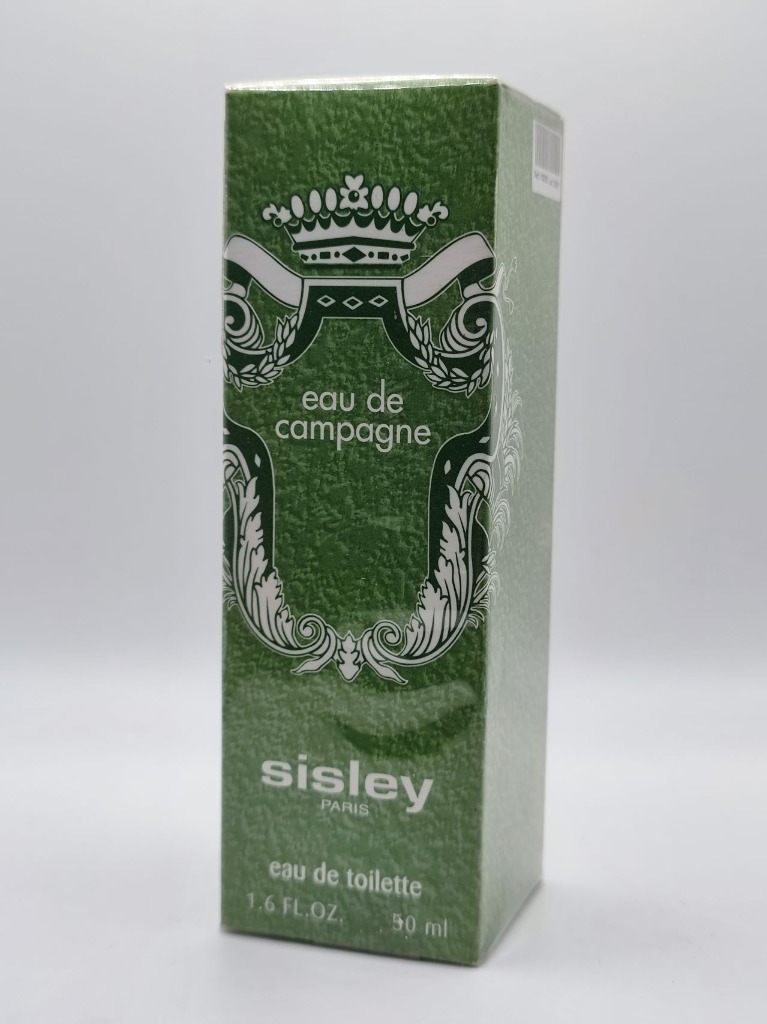 eau de
campagne
sisley
PARIS
eau de toilette
1.6 FL.OZ. 50 ml